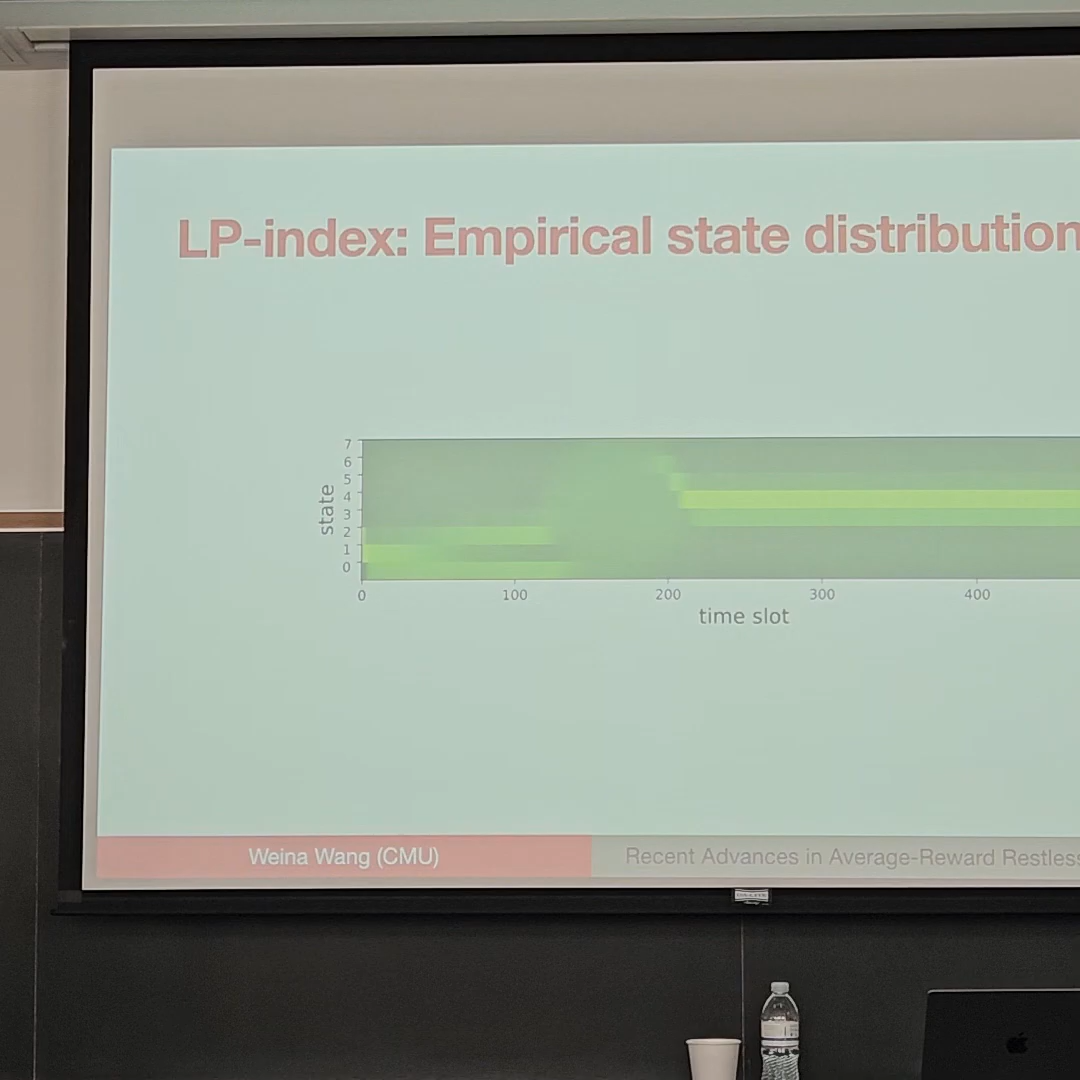 LP-index: Empirical state distribution
7
6
5
4
3
2
1
0
state
0 100 200 300 400
time slot
Weina Wang (CMU) Recent Advances in Average-Reward Restless